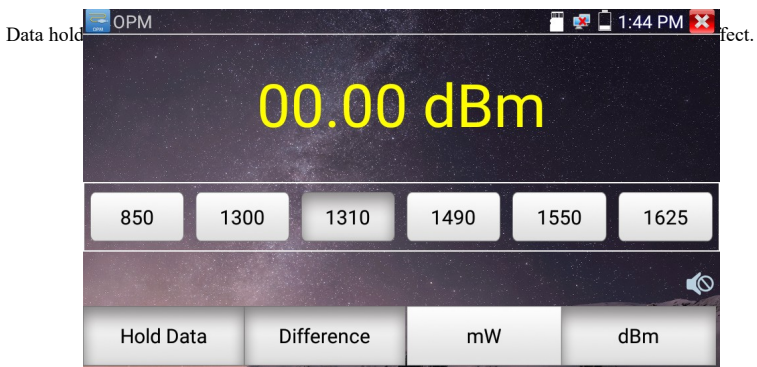 OPM 1:44 PM
Data hold fect.
00.00 dBm
850 1300 1310 1490 1550 1625
Hold Data Difference mW dBm